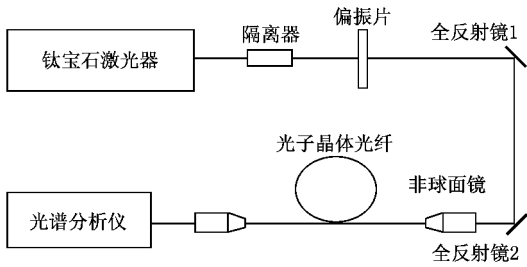 钛宝石激光器
隔离器
偏振片
全反射镜1
光子晶体光纤
非球面镜
光谱分析仪
全反射镜2